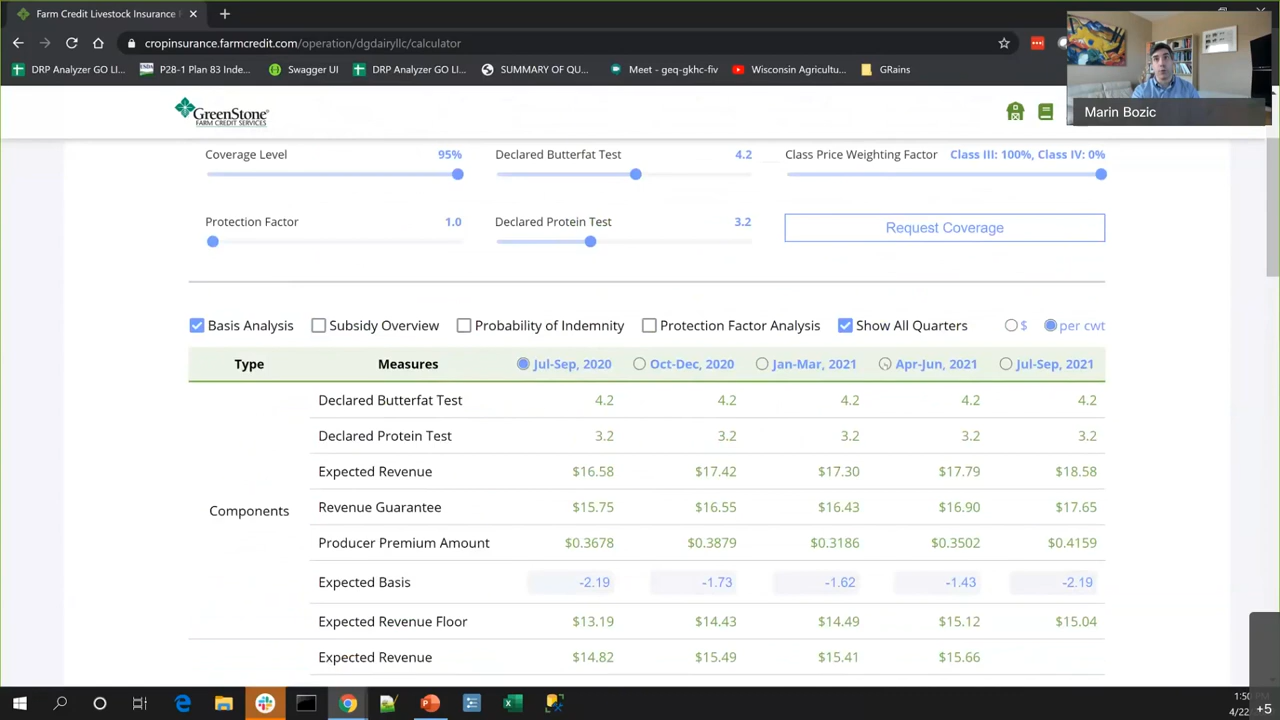 Farm Credit Livestock Insurance
cropinsurance.farmcredit.com/operation/dgdairyllc/calculator
DRP Analyzer GO LI... P28-1 Plan 83 Inde... Swagger UI DRP Analyzer GO LI... SUMMARY OF QU... Meet - geq-gkhc-fiv Wisconsin Agricultu... GRains
Marin Bozic
GreenStone
FARM CREDIT SERVICES
Coverage Level 95% Declared Butterfat Test 4.2 Class Price Weighting Factor Class III: 100%, Class IV: 0%
Protection Factor 1.0 Declared Protein Test 3.2 Request Coverage
Basis Analysis Subsidy Overview Probability of Indemnity Protection Factor Analysis Show All Quarters $ per cwt
Type Measures Jul-Sep, 2020 Oct-Dec, 2020 Jan-Mar, 2021 Apr-Jun, 2021 Jul-Sep, 2021
Declared Butterfat Test 4.2 4.2 4.2 4.2 4.2
Declared Protein Test 3.2 3.2 3.2 3.2 3.2
Expected Revenue $16.58 $17.42 $17.30 $17.79 $18.58
Components
Revenue Guarantee $15.75 $16.55 $16.43 $16.90 $17.65
Producer Premium Amount $0.3678 $0.3879 $0.3186 $0.3502 $0.4159
Expected Basis -2.19 -1.73 -1.62 -1.43 -2.19
Expected Revenue Floor $13.19 $14.43 $14.49 $15.12 $15.04
Expected Revenue $14.82 $15.49 $15.41 $15.66
+5